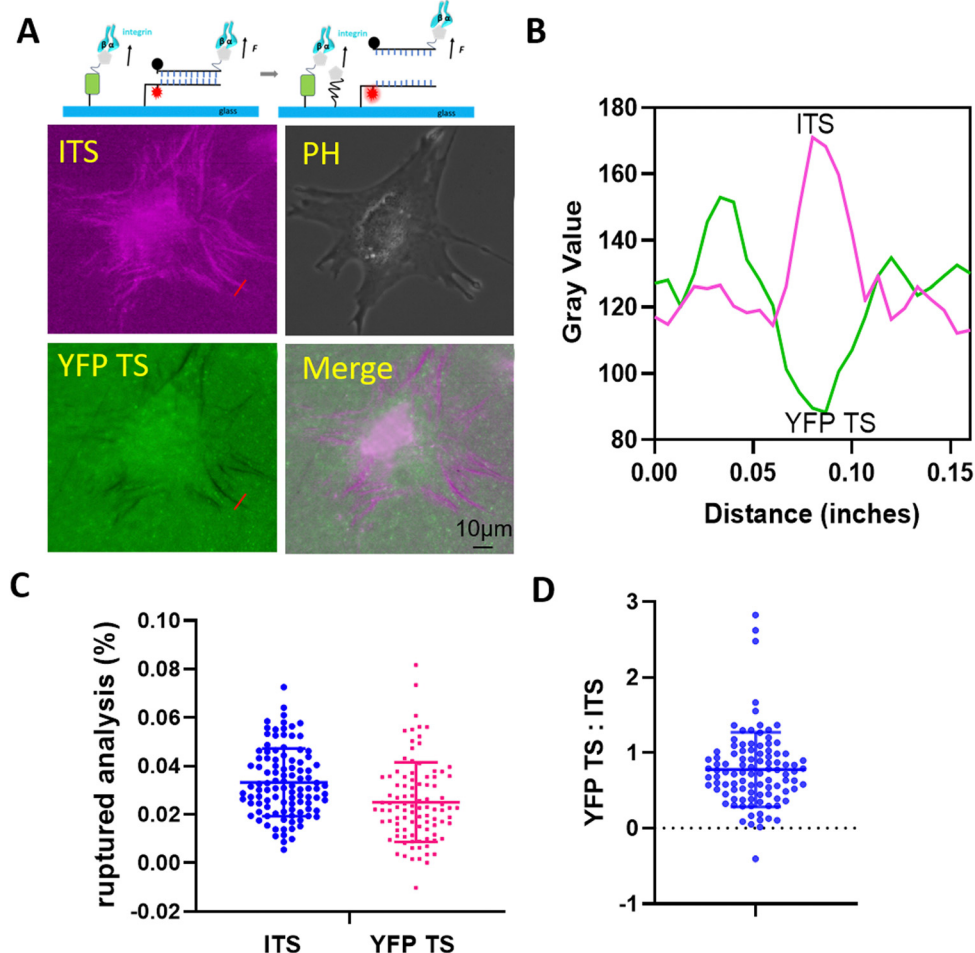 A
integrin
β α
F
glass
integrin
β α
F
glass
ITS
PH
YFP TS
Merge
10μm
B
Gray Value
180
160
140
120
100
80
ITS
YFP TS
0.00
0.05
0.10
0.15
Distance (inches)
C
ruptured analysis (%)
0.10
0.08
0.06
0.04
0.02
0.00
-0.02
ITS
YFP TS
D
YFP TS : ITS
3
2
1
0
-1